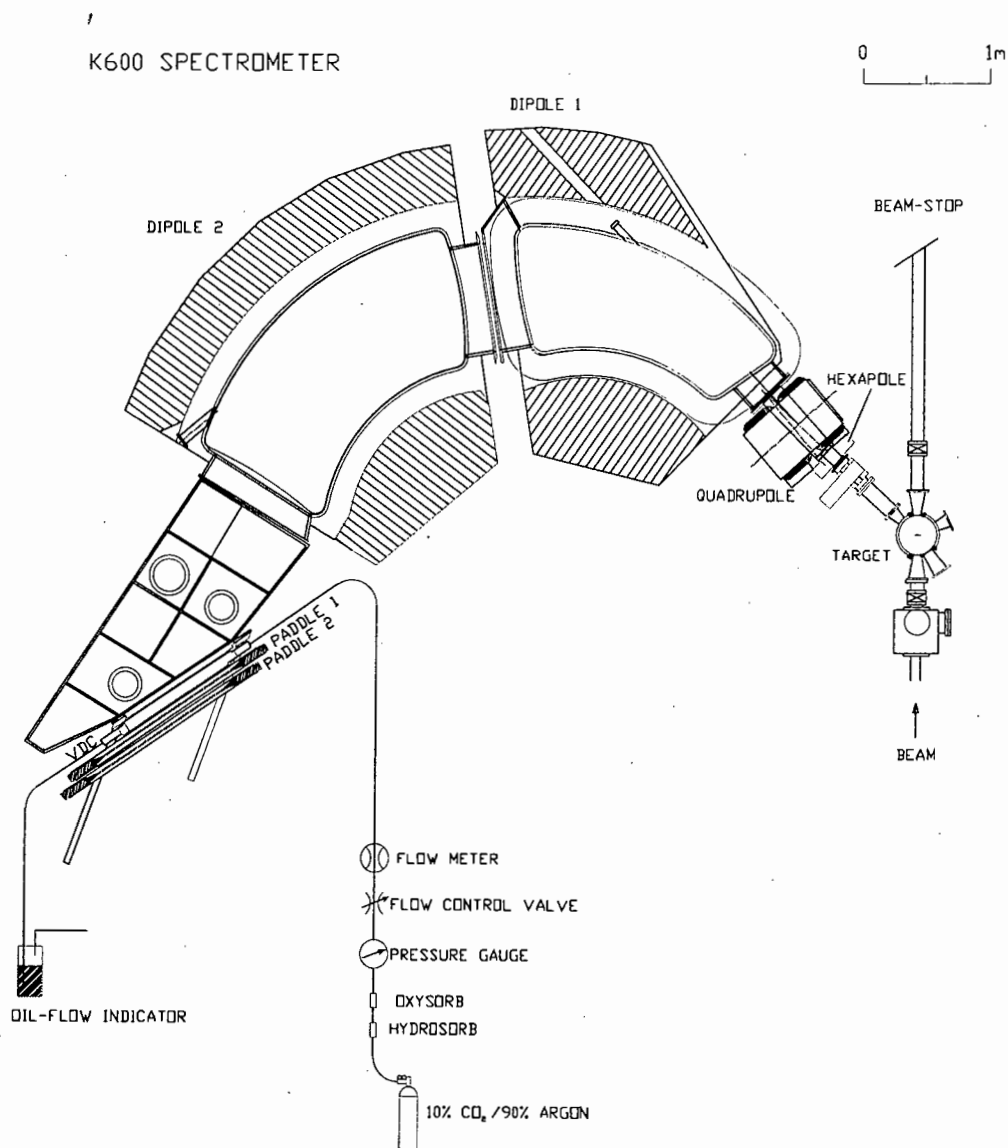 K600 SPECTROMETER
0 1m
DIPOLE 1
DIPOLE 2
BEAM-STOP
HEXAPOLE
QUADRUPOLE
TARGET
PADDLE 1
PADDLE 2
VDC
BEAM
FLOW METER
FLOW CONTROL VALVE
PRESSURE GAUGE
OXYSORB
OIL-FLOW INDICATOR
HYDROSORB
10% CO₂ /90% ARGON